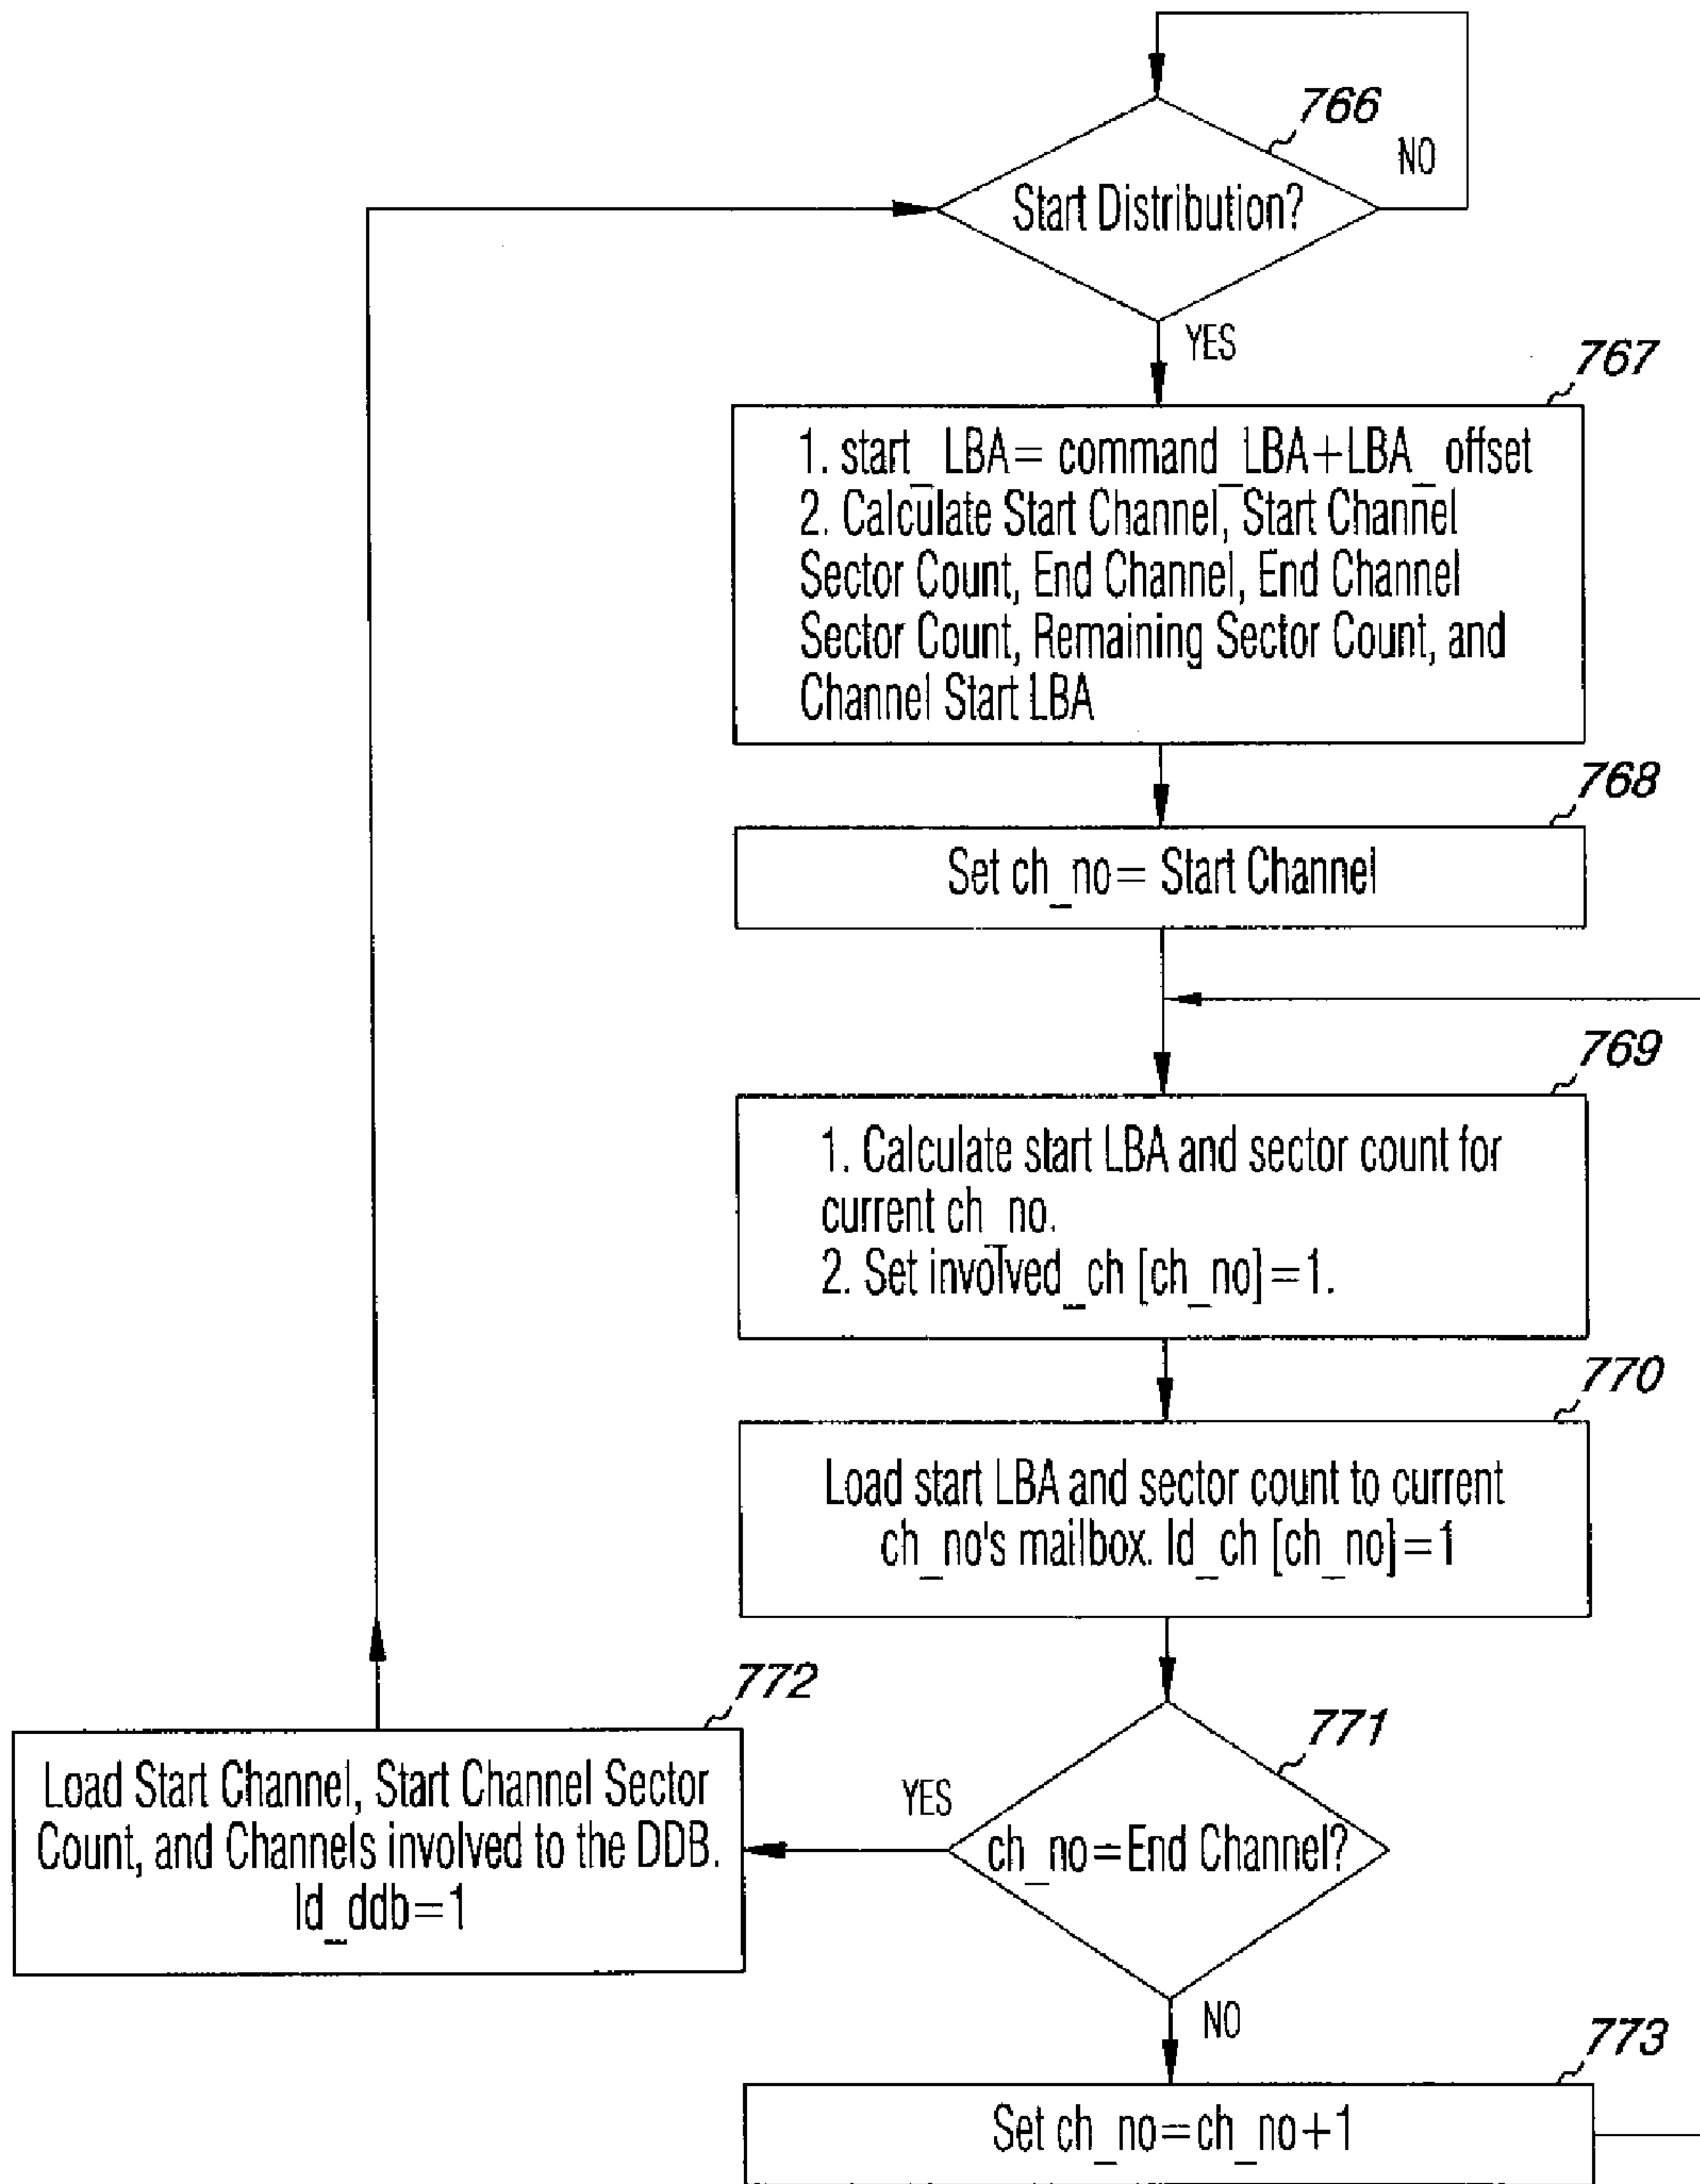 766
NO
Start Distribution?
YES
767
1. start_LBA= command_LBA+LBA_offset
2. Calculate Start Channel, Start Channel
Sector Count, End Channel, End Channel
Sector Count, Remaining Sector Count, and
Channel Start LBA
768
Set ch_no= Start Channel
769
1. Calculate start LBA and sector count for
current ch_no.
2. Set involved_ch [ch_no]=1.
770
Load start LBA and sector count to current
ch_no's mailbox. ld_ch [ch_no]=1
771
ch_no=End Channel?
YES
772
Load Start Channel, Start Channel Sector
Count, and Channels involved to the DDB.
ld_ddb=1
NO
773
Set ch_no=ch_no+1